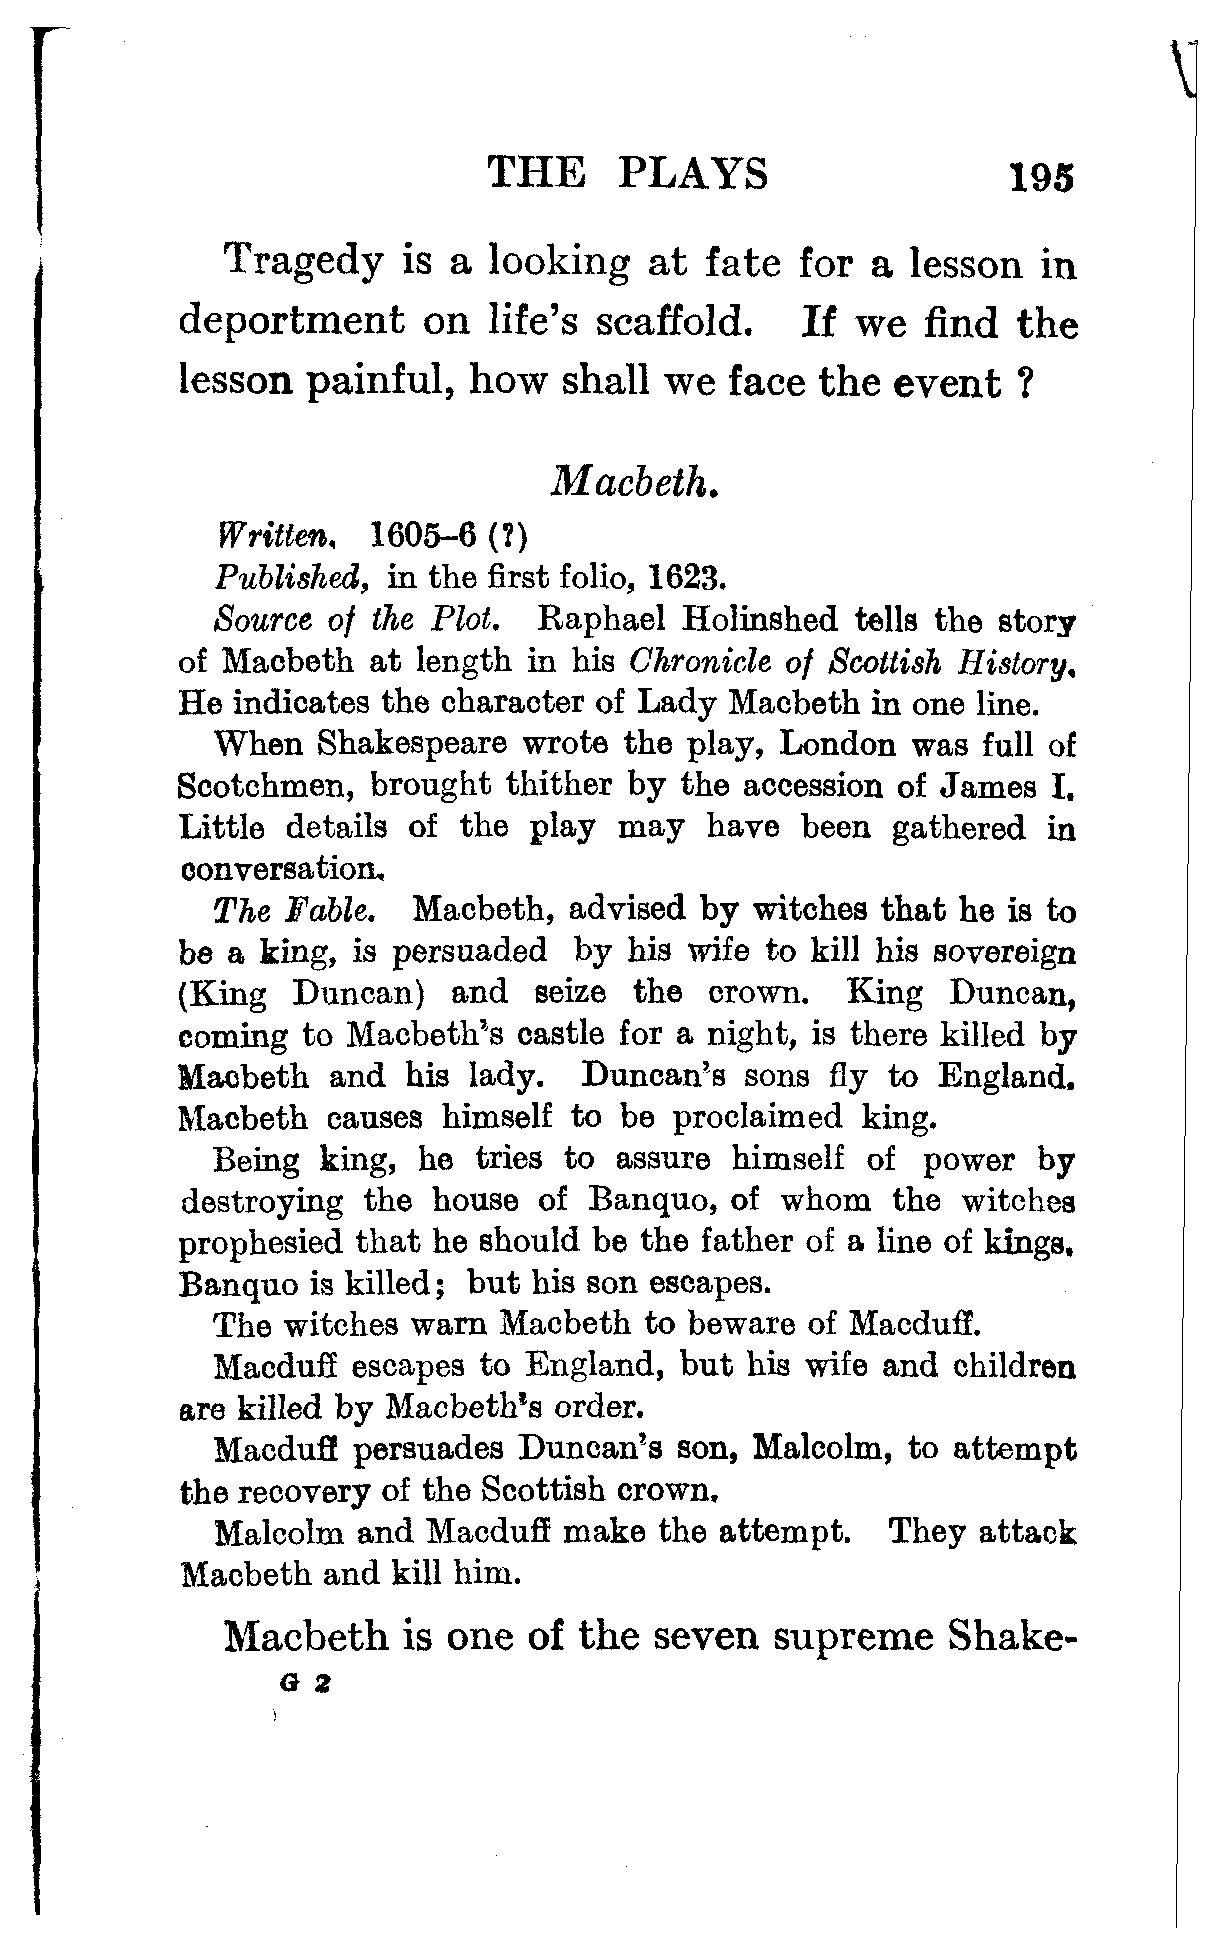 THE PLAYS 195
Tragedy is a looking at fate for a lesson in
deportment on life's scaffold. If we find the
lesson painful, how shall we face the event ?
Macbeth.
Written. 1605–6 (?)
Published, in the first folio, 1623.
Source of the Plot. Raphael Holinshed tells the story
of Macbeth at length in his Chronicle of Scottish History.
He indicates the character of Lady Macbeth in one line.
When Shakespeare wrote the play, London was full of
Scotchmen, brought thither by the accession of James I.
Little details of the play may have been gathered in
conversation.
The Fable. Macbeth, advised by witches that he is to
be a king, is persuaded by his wife to kill his sovereign
(King Duncan) and seize the crown. King Duncan,
coming to Macbeth's castle for a night, is there killed by
Macbeth and his lady. Duncan's sons fly to England.
Macbeth causes himself to be proclaimed king.
Being king, he tries to assure himself of power by
destroying the house of Banquo, of whom the witches
prophesied that he should be the father of a line of kings.
Banquo is killed; but his son escapes.
The witches warn Macbeth to beware of Macduff.
Macduff escapes to England, but his wife and children
are killed by Macbeth's order.
Macduff persuades Duncan's son, Malcolm, to attempt
the recovery of the Scottish crown.
Malcolm and Macduff make the attempt. They attack
Macbeth and kill him.
Macbeth is one of the seven supreme Shake-
G 2